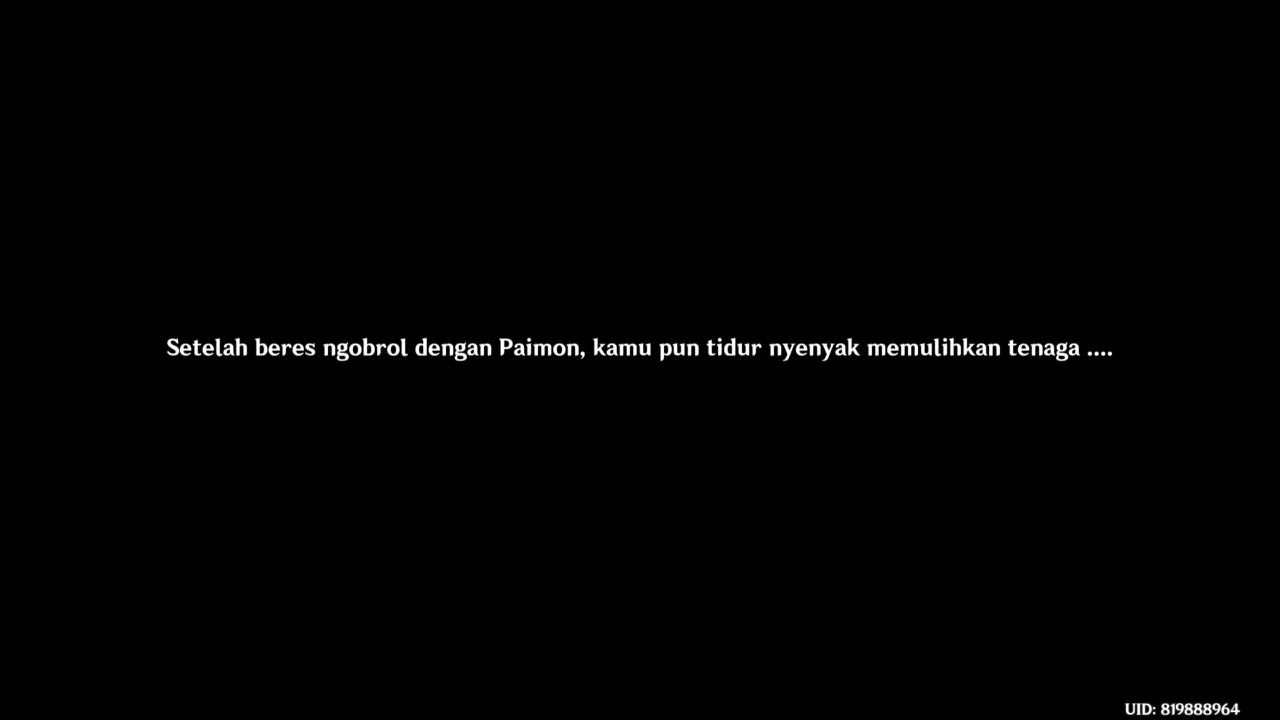 Setelah beres ngobrol dengan Paimon, kamu pun tidur nyenyak memulihkan tenaga ....
UID: 819888964